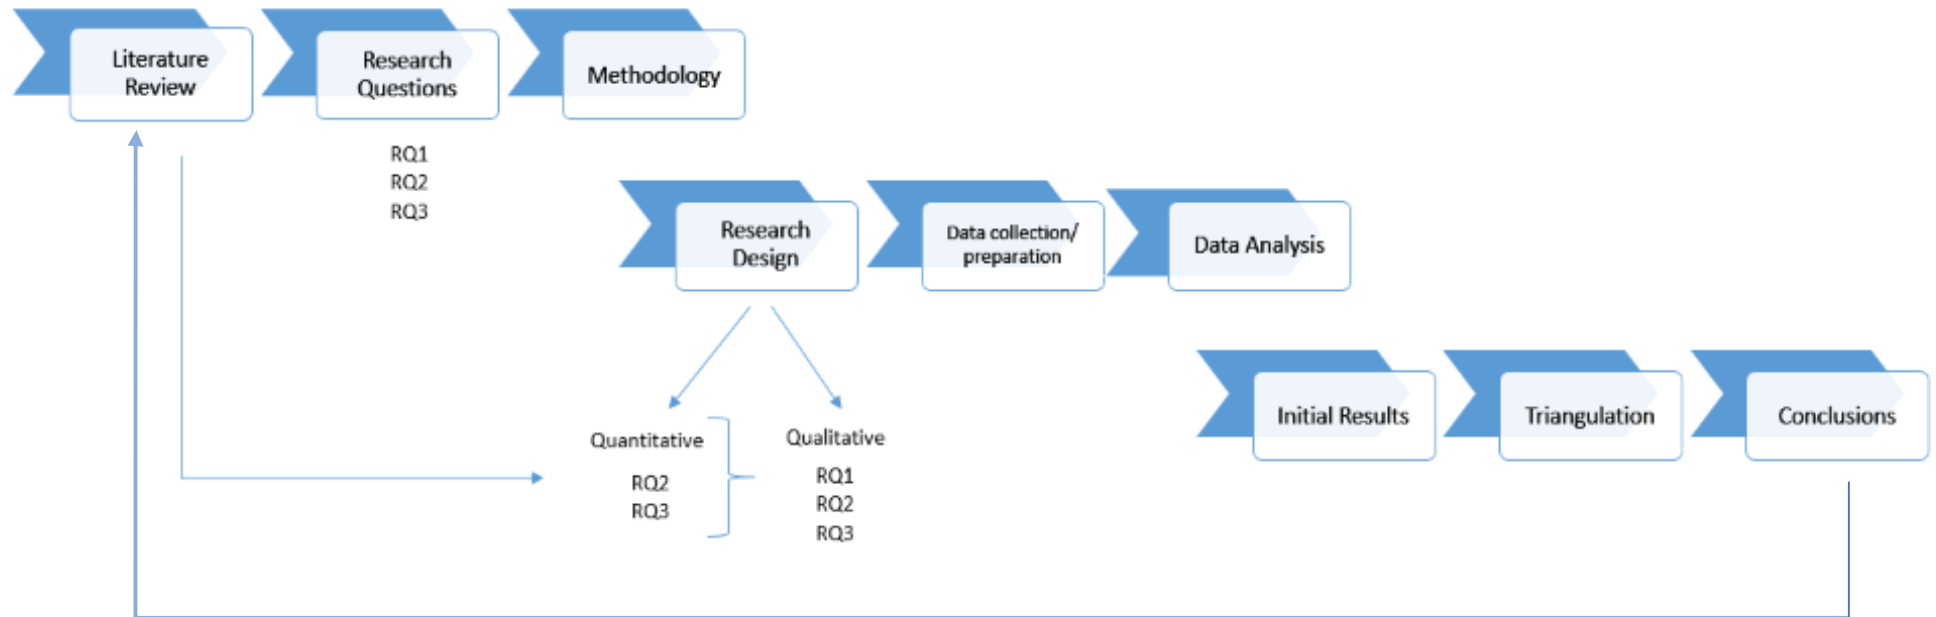 Literature
Review
Research
Questions
Methodology
RQ1
RQ2
RQ3
Research
Design
Data collection/
preparation
Data Analysis
Initial Results
Triangulation
Conclusions
Quantitative
RQ2
RQ3
Qualitative
RQ1
RQ2
RQ3